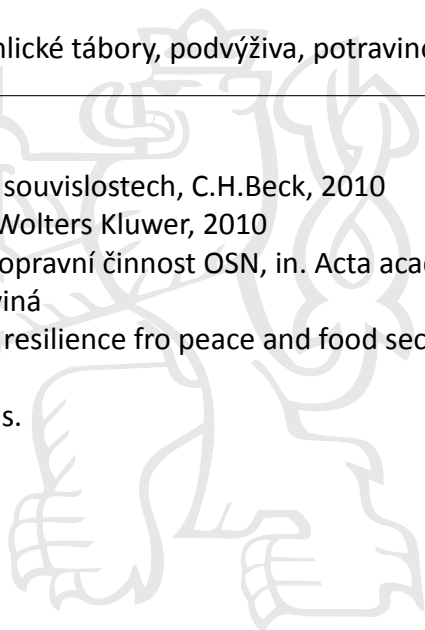 hlické tábory, podvýživa, potravino
souvislostech, C.H.Beck, 2010
Wolters Kluwer, 2010
opravní činnost OSN, in. Acta aca
viná
resilience fro peace and food sec
s.